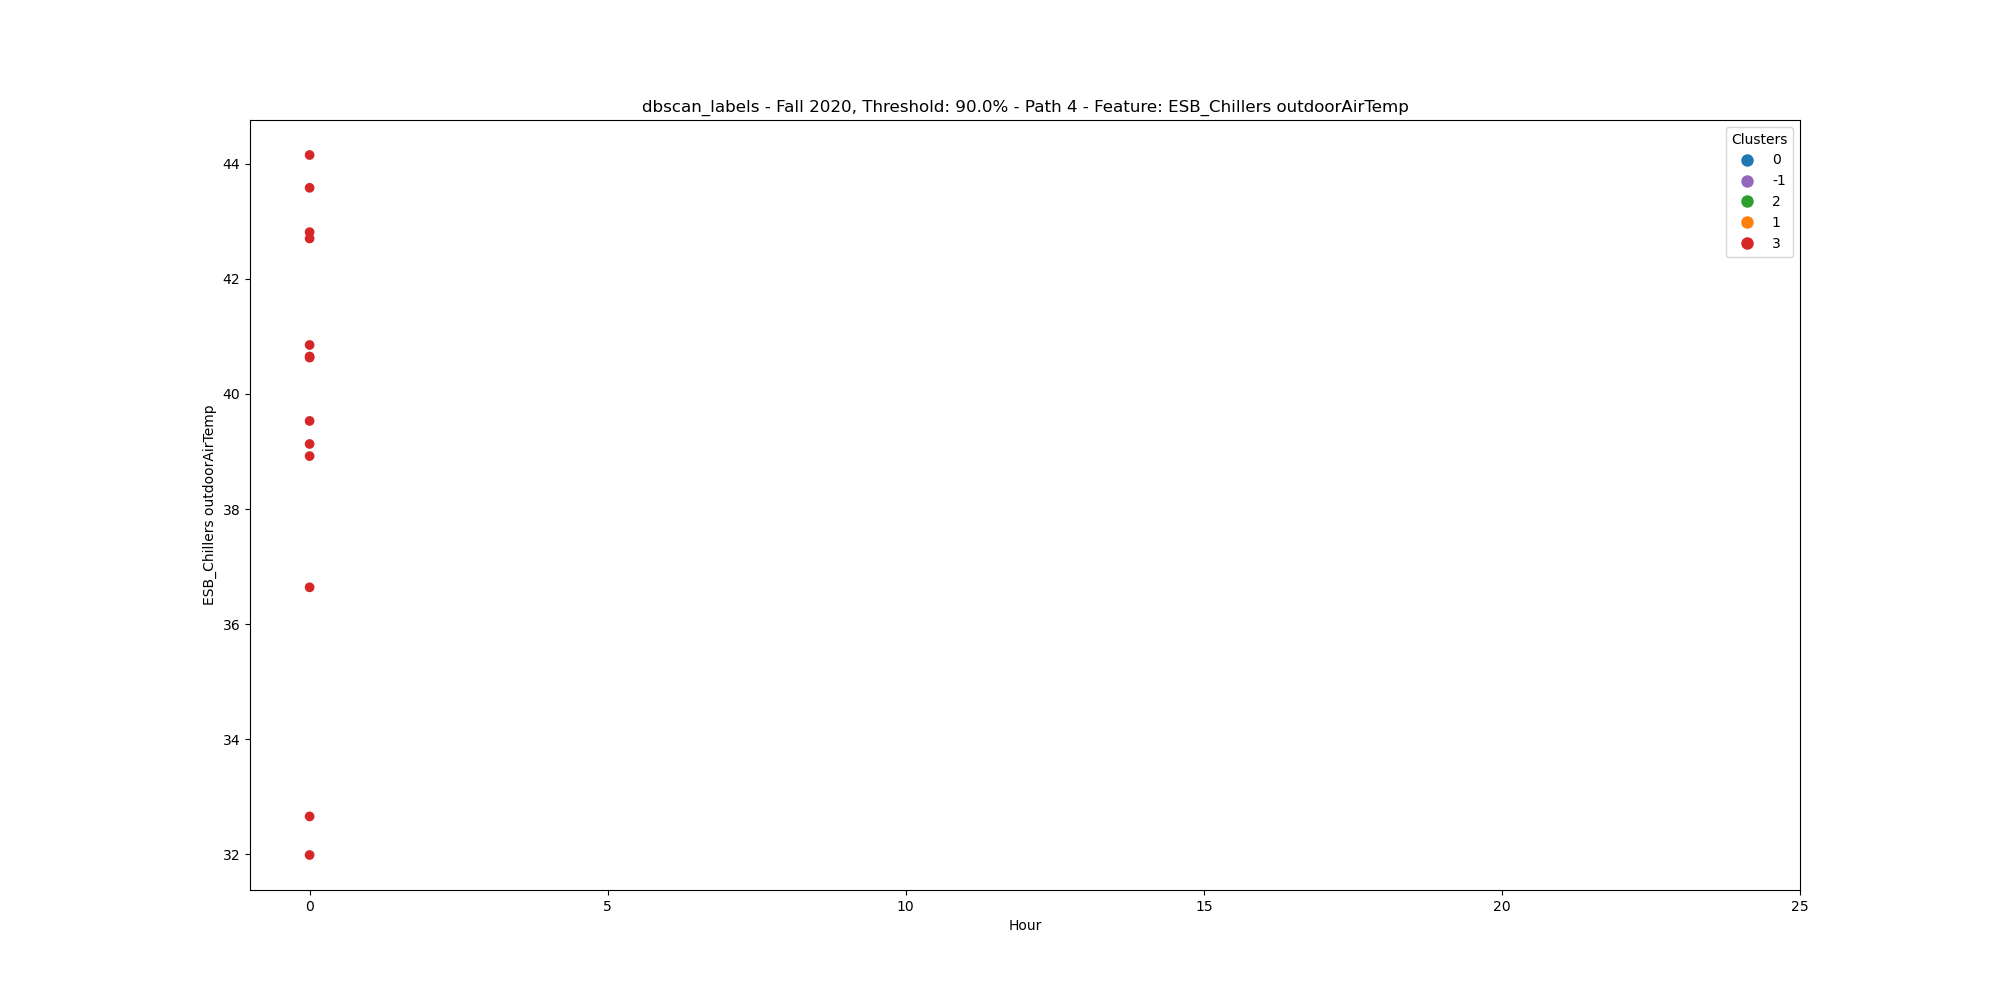 dbscan_labels - Fall 2020, Threshold: 90.0% - Path 4 - Feature: ESB_Chillers outdoorAirTemp
Clusters
0
-1
2
1
3
44
42
40
38
36
34
32
ESB_Chillers outdoorAirTemp
0 5 10 15 20 25
Hour